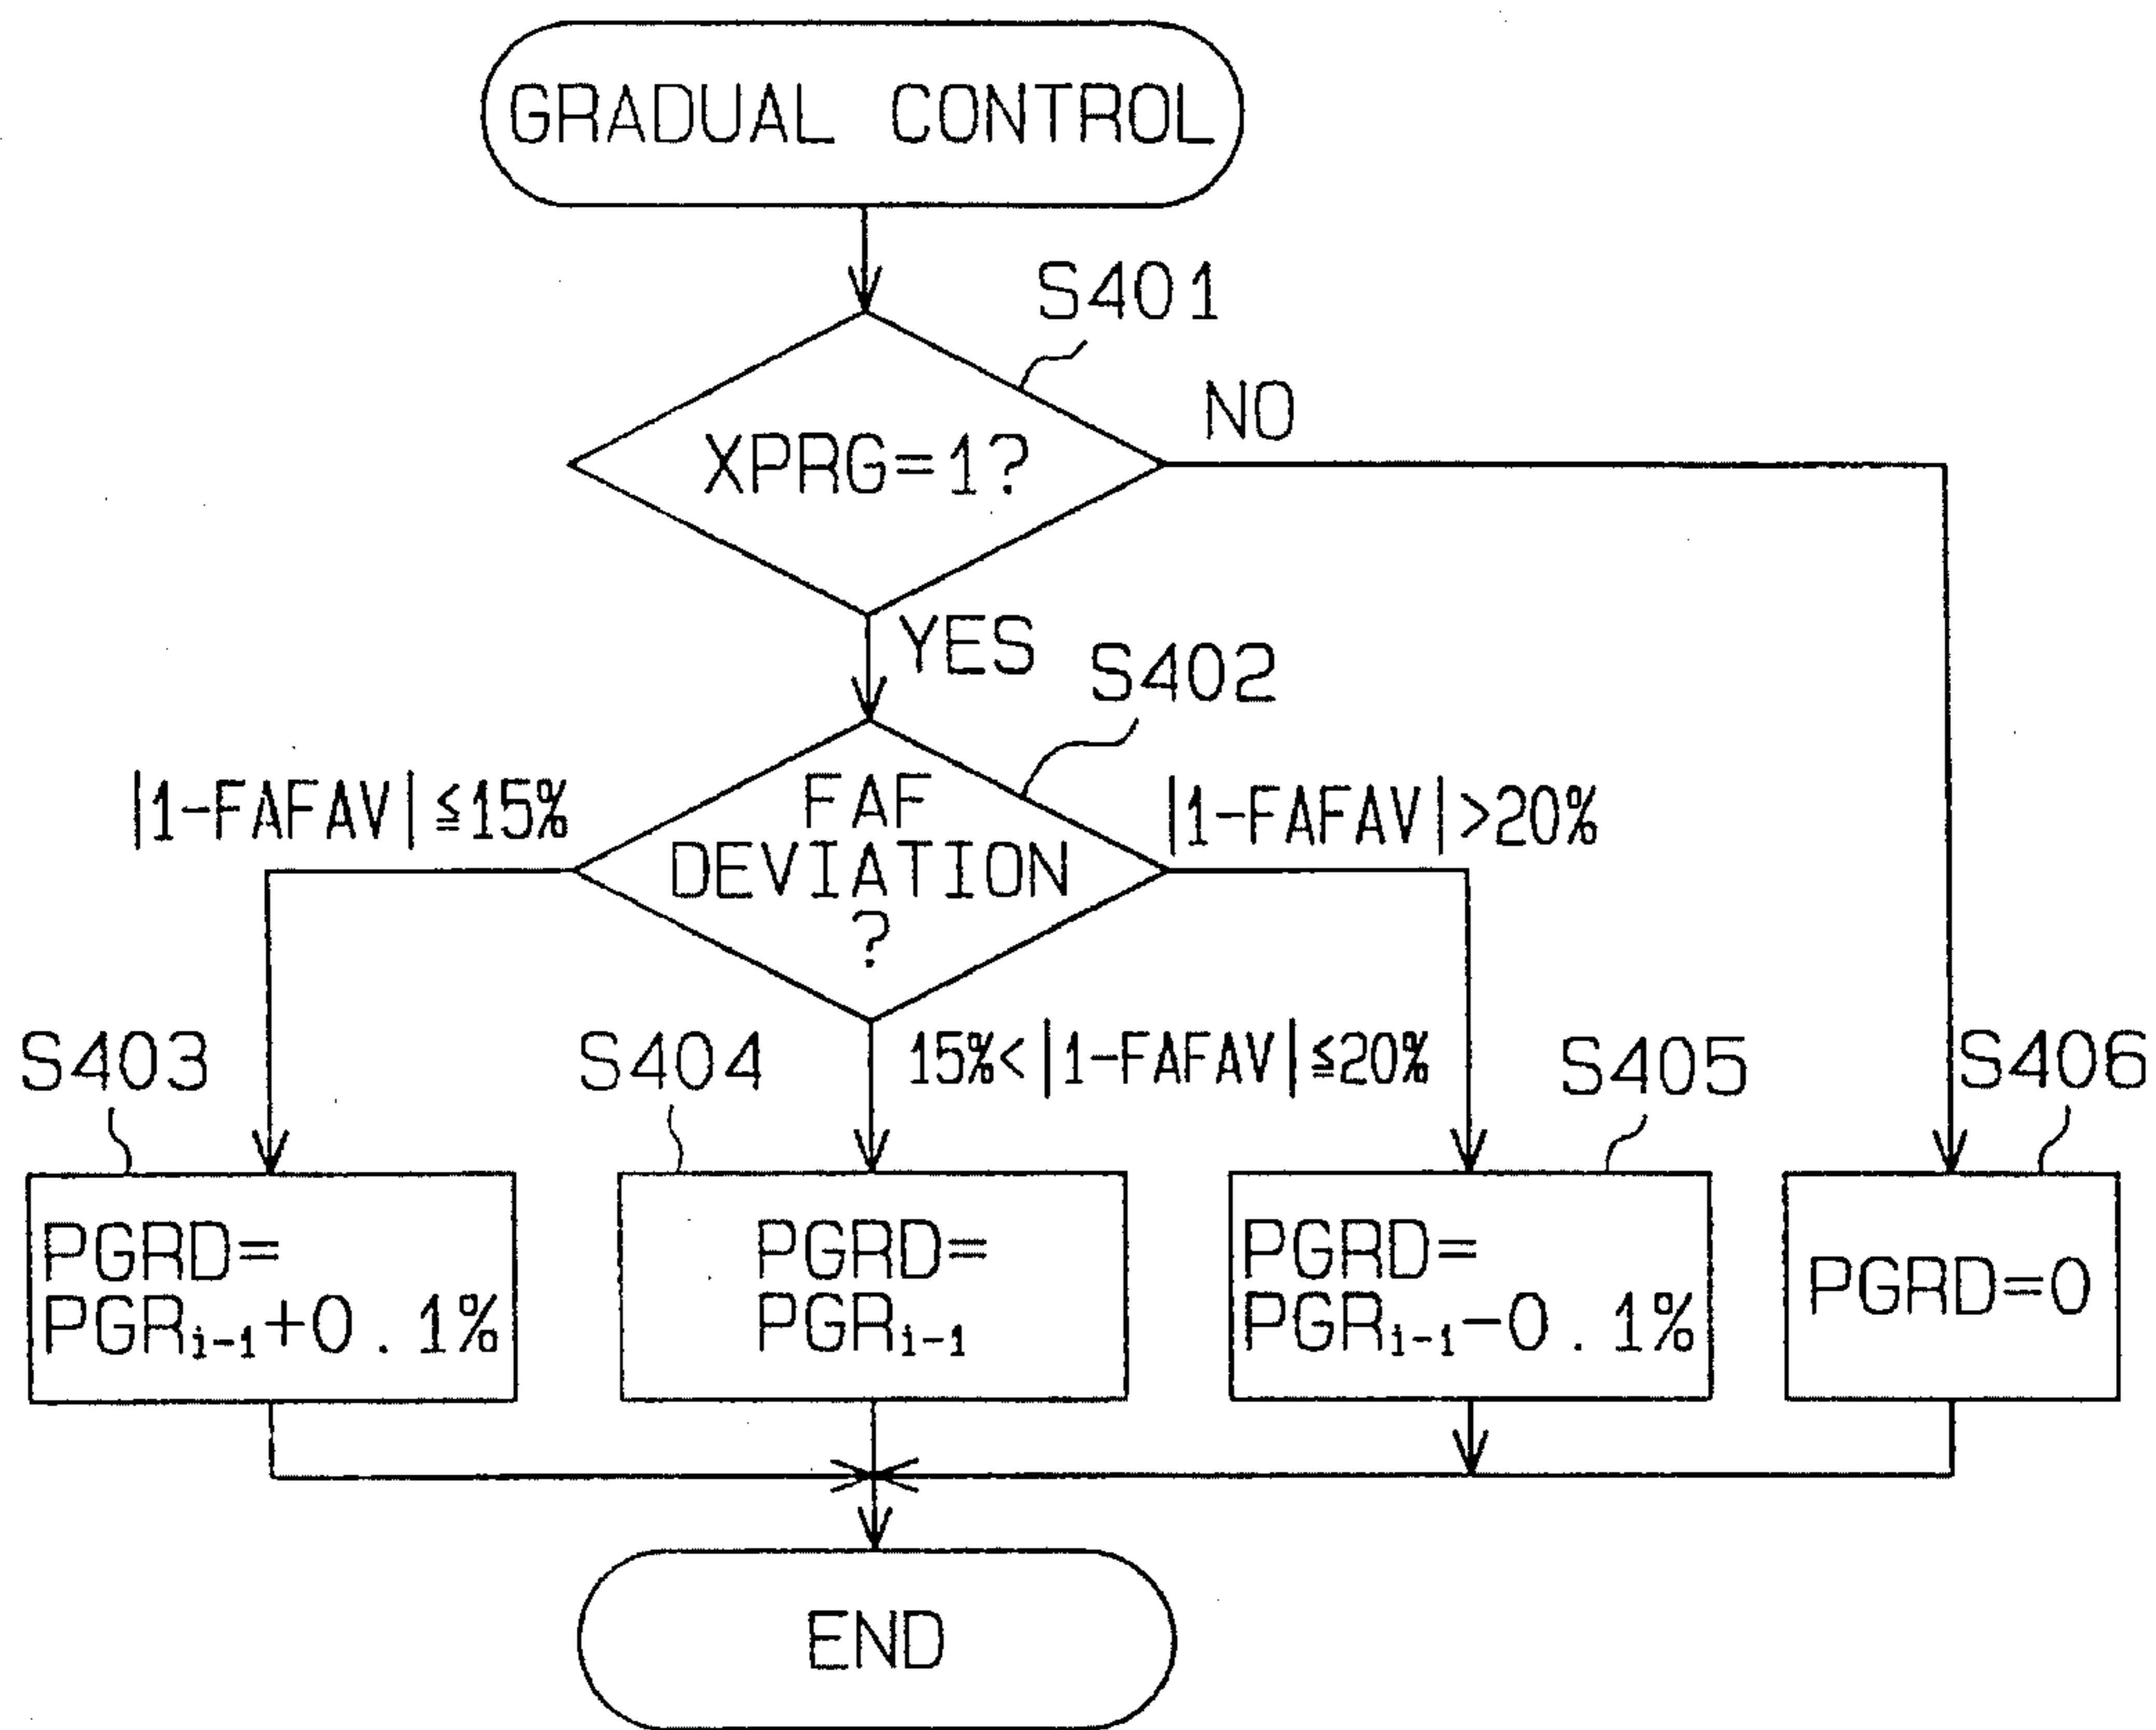 GRADUAL CONTROL
S401
XPRG=1?
NO
YES
S402
|1-FAFAV|≦15%
FAF
DEVIATION
?
|1-FAFAV|>20%
15%<|1-FAFAV|≦20%
S403
S404
S405
S406
PGRD=
PGRᵢ₋₁+0.1%
PGRD=
PGRᵢ₋₁
PGRD=
PGRᵢ₋₁-0.1%
PGRD=0
END